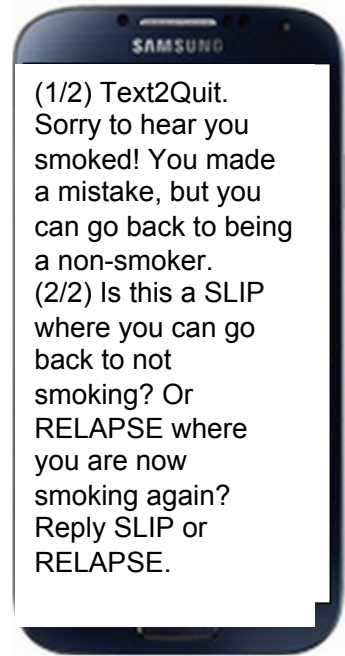 SAMSUNG
(1/2) Text2Quit.
Sorry to hear you
smoked! You made
a mistake, but you
can go back to being
a non-smoker.
(2/2) Is this a SLIP
where you can go
back to not
smoking? Or
RELAPSE where
you are now
smoking again?
Reply SLIP or
RELAPSE.